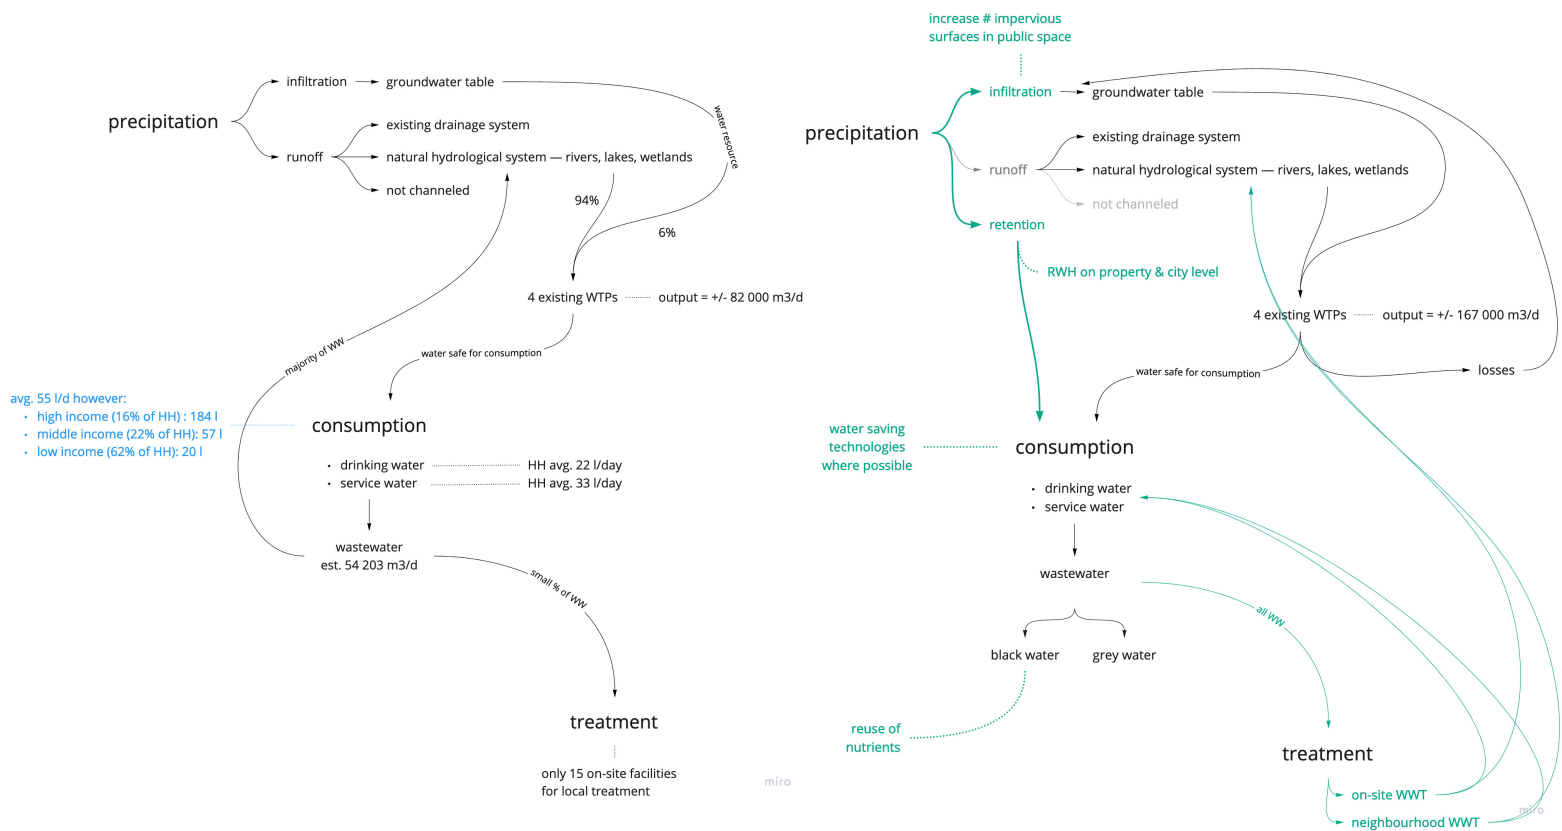 infiltration
groundwater table
precipitation
existing drainage system
runoff
natural hydrological system — rivers, lakes, wetlands
not channeled
water resource
94%
6%
4 existing WTPs
output = +/- 82 000 m3/d
majority of WW
water safe for consumption
avg. 55 l/d however:
• high income (16% of HH) : 184 l
• middle income (22% of HH): 57 l
• low income (62% of HH): 20 l
consumption
• drinking water
HH avg. 22 l/day
• service water
HH avg. 33 l/day
wastewater
est. 54 203 m3/d
small % of WW
treatment
only 15 on-site facilities
for local treatment
miro
increase # impervious
surfaces in public space
infiltration
groundwater table
precipitation
existing drainage system
runoff
natural hydrological system — rivers, lakes, wetlands
not channeled
retention
RWH on property & city level
4 existing WTPs
output = +/- 167 000 m3/d
water safe for consumption
losses
water saving
technologies
where possible
consumption
• drinking water
• service water
wastewater
all WW
black water
grey water
reuse of
nutrients
treatment
on-site WWT
miro
neighbourhood WWT